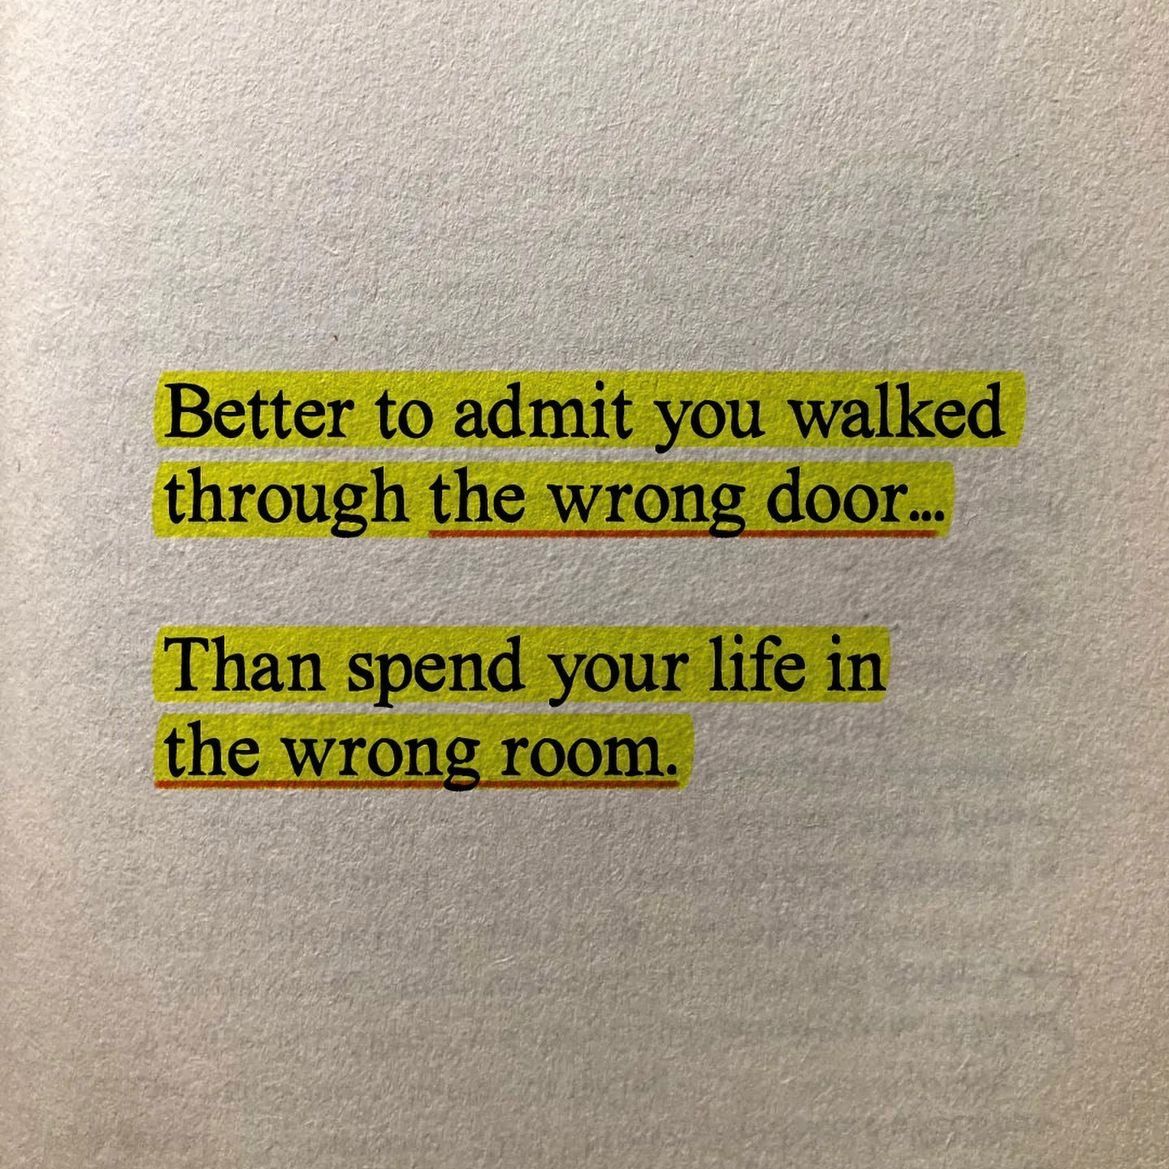 Better to admit you walked
through the wrong door...
Than spend your life in
the wrong room.